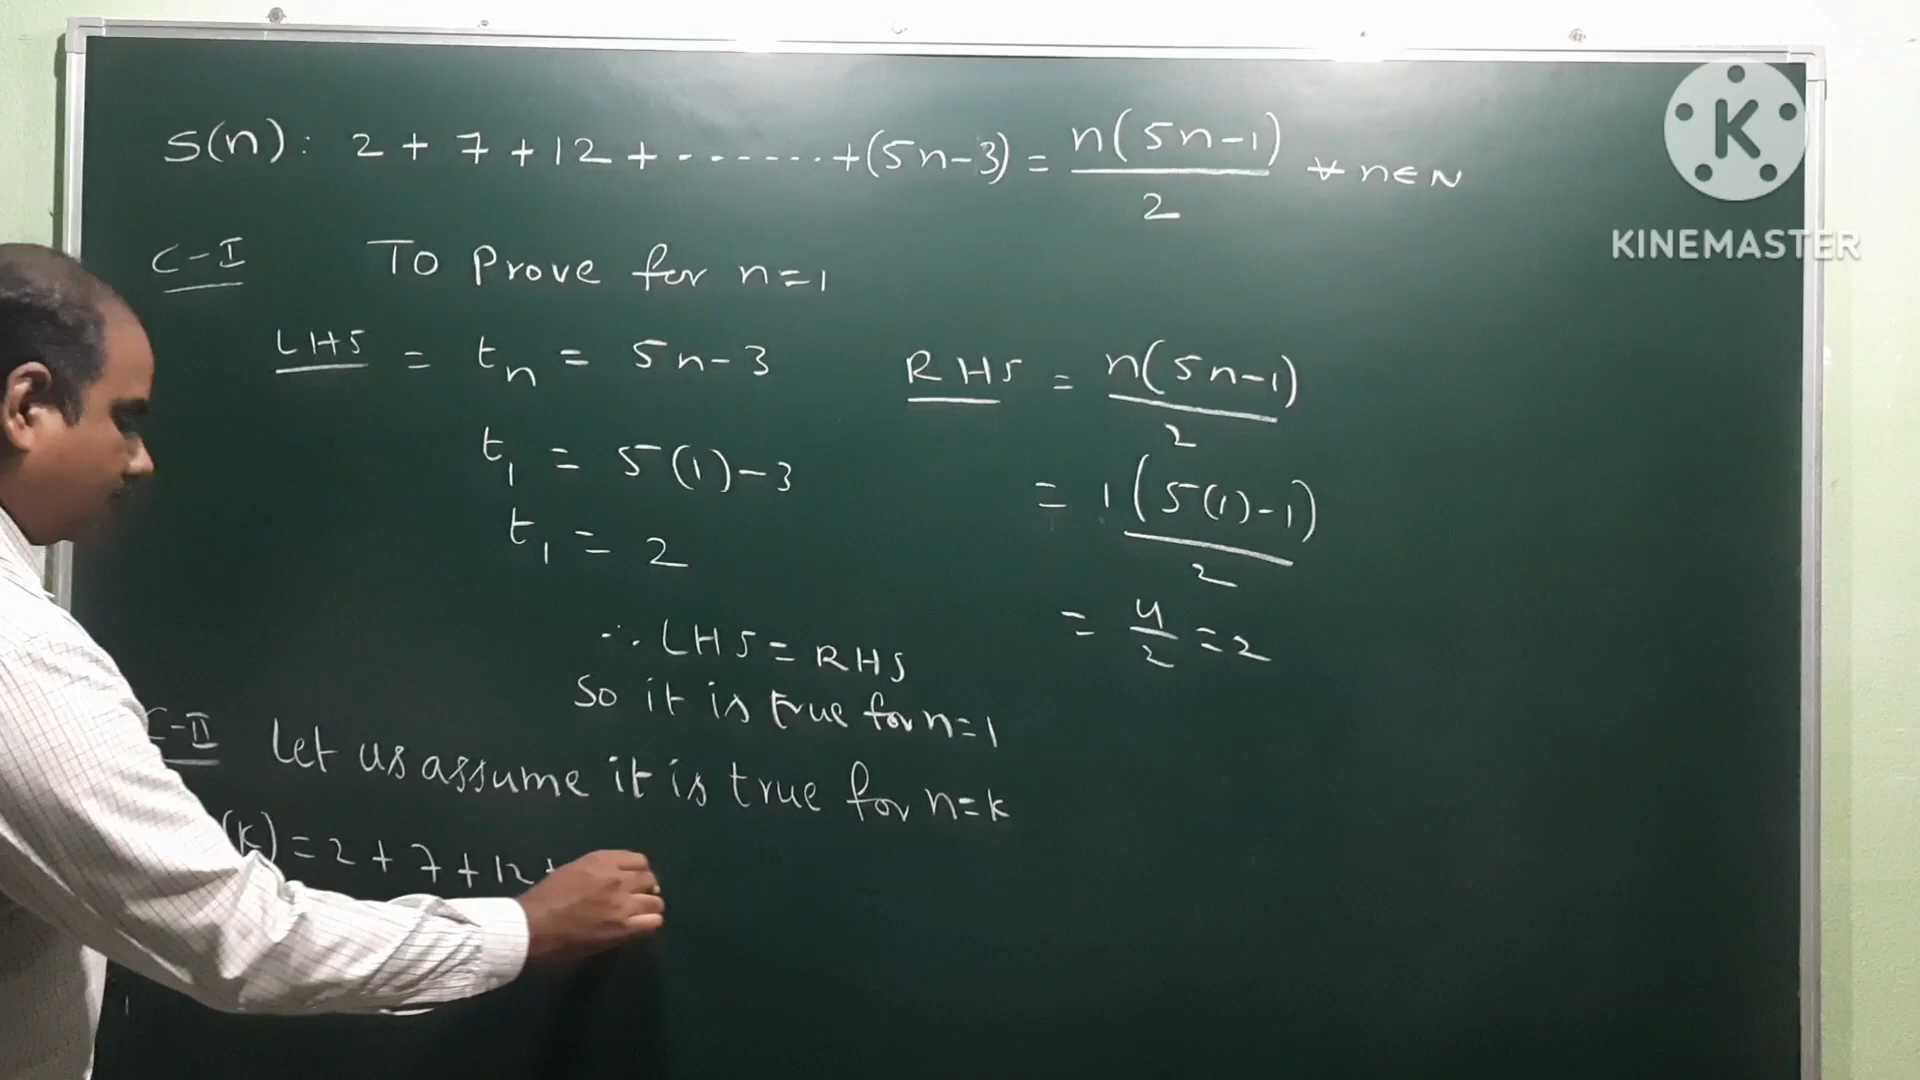 S(n): 2 + 7 + 12 + ....... + (5n-3) = n(5n-1)/2 ∀ n∈N
C-I To Prove for n=1
LHS = tn = 5n-3
t1 = 5(1)-3
t1 = 2
RHS = n(5n-1)/2
= 1(5(1)-1)/2
= 4/2 = 2
∴ LHS = RHS
So it is true for n=1
C-II Let us assume it is true for n=k
(k) = 2 + 7 + 12 +
K
KINEMASTER